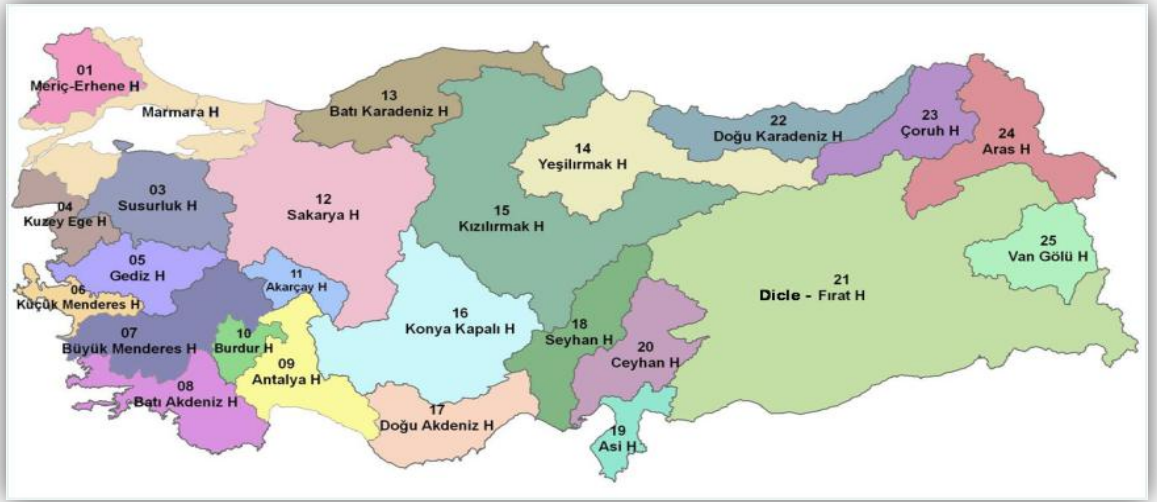 01
Meriç-Erhene H
Marmara H
03
Susurluk H
04
Kuzey Ege H
05
Gediz H
06
Küçük Menderes H
07
Büyük Menderes H
08
Batı Akdeniz H
09
Antalya H
10
Burdur H
11
Akarçay H
12
Sakarya H
13
Batı Karadeniz H
14
Yeşilırmak H
15
Kızılırmak H
16
Konya Kapalı H
17
Doğu Akdeniz H
18
Seyhan H
19
Asi H
20
Ceyhan H
21
Dicle - Fırat H
22
Doğu Karadeniz H
23
Çoruh H
24
Aras H
25
Van Gölü H